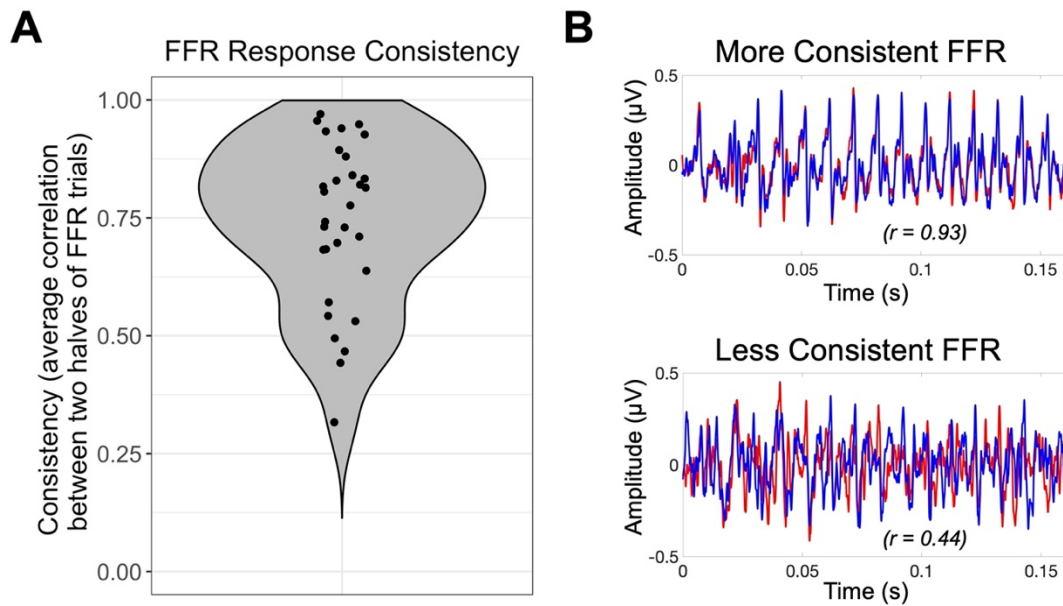 A
FFR Response Consistency
Consistency (average correlation
between two halves of FFR trials)
1.00
0.75
0.50
0.25
0.00
B
More Consistent FFR
Amplitude (µV)
0.5
0
-0.5
(r = 0.93)
0
0.05
0.1
0.15
Time (s)
Less Consistent FFR
Amplitude (µV)
0.5
0
-0.5
(r = 0.44)
0
0.05
0.1
0.15
Time (s)